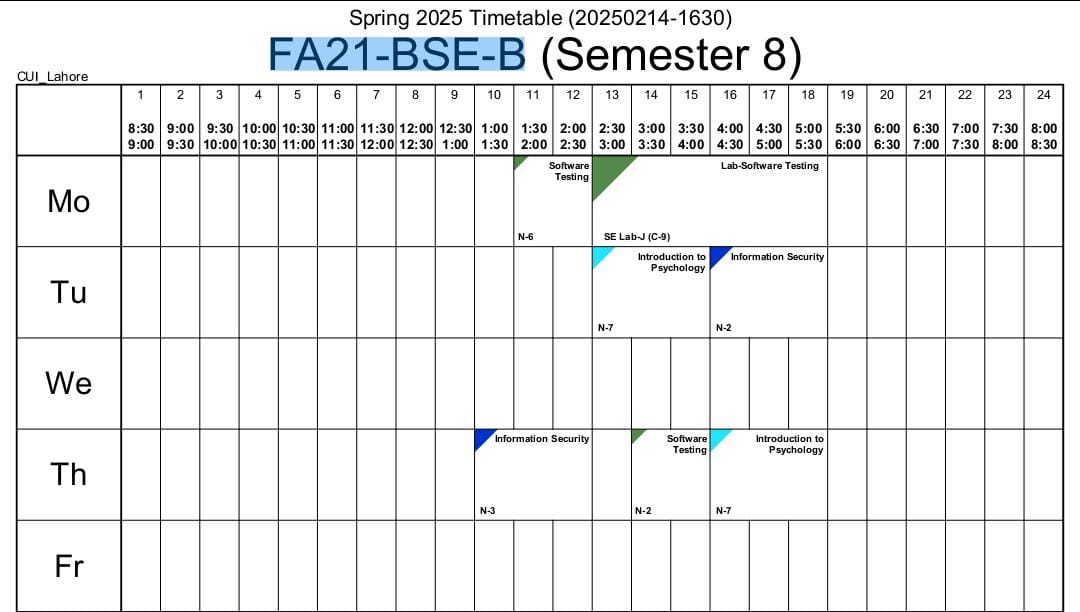 Spring 2025 Timetable (20250214-1630)
FA21-BSE-B (Semester 8)
CUI_Lahore
1 2 3 4 5 6 7 8 9 10 11 12 13 14 15 16 17 18 19 20 21 22 23 24
8:30 9:00 9:30 10:00 10:30 11:00 11:30 12:00 12:30 1:00 1:30 2:00 2:30 3:00 3:30 4:00 4:30 5:00 5:30 6:00 6:30 7:00 7:30 8:00
9:00 9:30 10:00 10:30 11:00 11:30 12:00 12:30 1:00 1:30 2:00 2:30 3:00 3:30 4:00 4:30 5:00 5:30 6:00 6:30 7:00 7:30 8:00 8:30
Mo
Software
Testing
N-6
Lab-Software Testing
SE Lab-J (C-9)
Tu
Introduction to
Psychology
N-7
Information Security
N-2
We
Th
Information Security
N-3
Software
Testing
N-2
Introduction to
Psychology
N-7
Fr